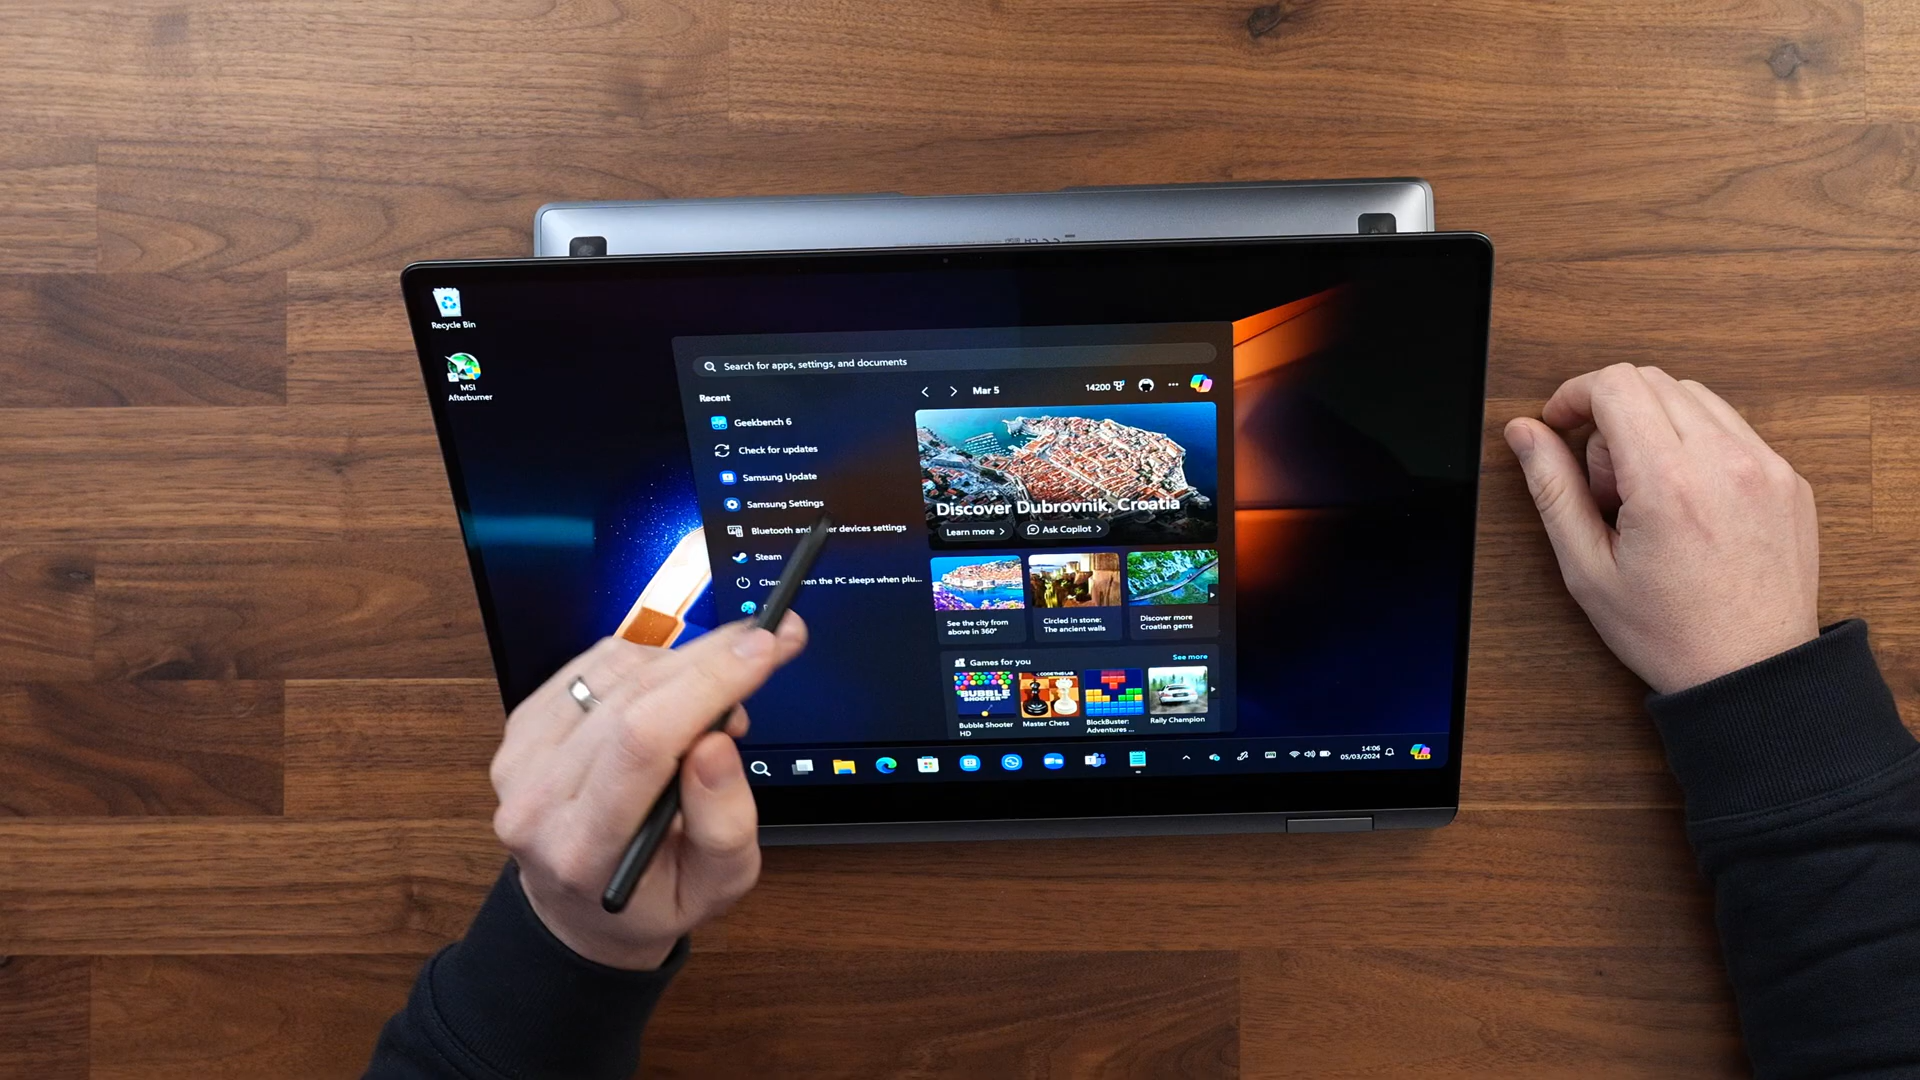 Recycle Bin
MSI
Afterburner
Search for apps, settings, and documents
Recent
Geekbench 6
Check for updates
Samsung Update
Samsung Settings
Bluetooth and devices settings
Steam
the PC sleeps when plu...
Mar 5
14200
Discover Dubrovnik, Croatia
Learn more
Ask Copilot
See the city from
above in 360°
Circled in stone:
The ancient walls
Discover more
Croatian gems
Games for you
See more
BUBBLE
SHOOTER
Bubble Shooter
HD
Master Chess
BlockBuster:
Adventures ...
Rally Champion
14:06
05/03/2024